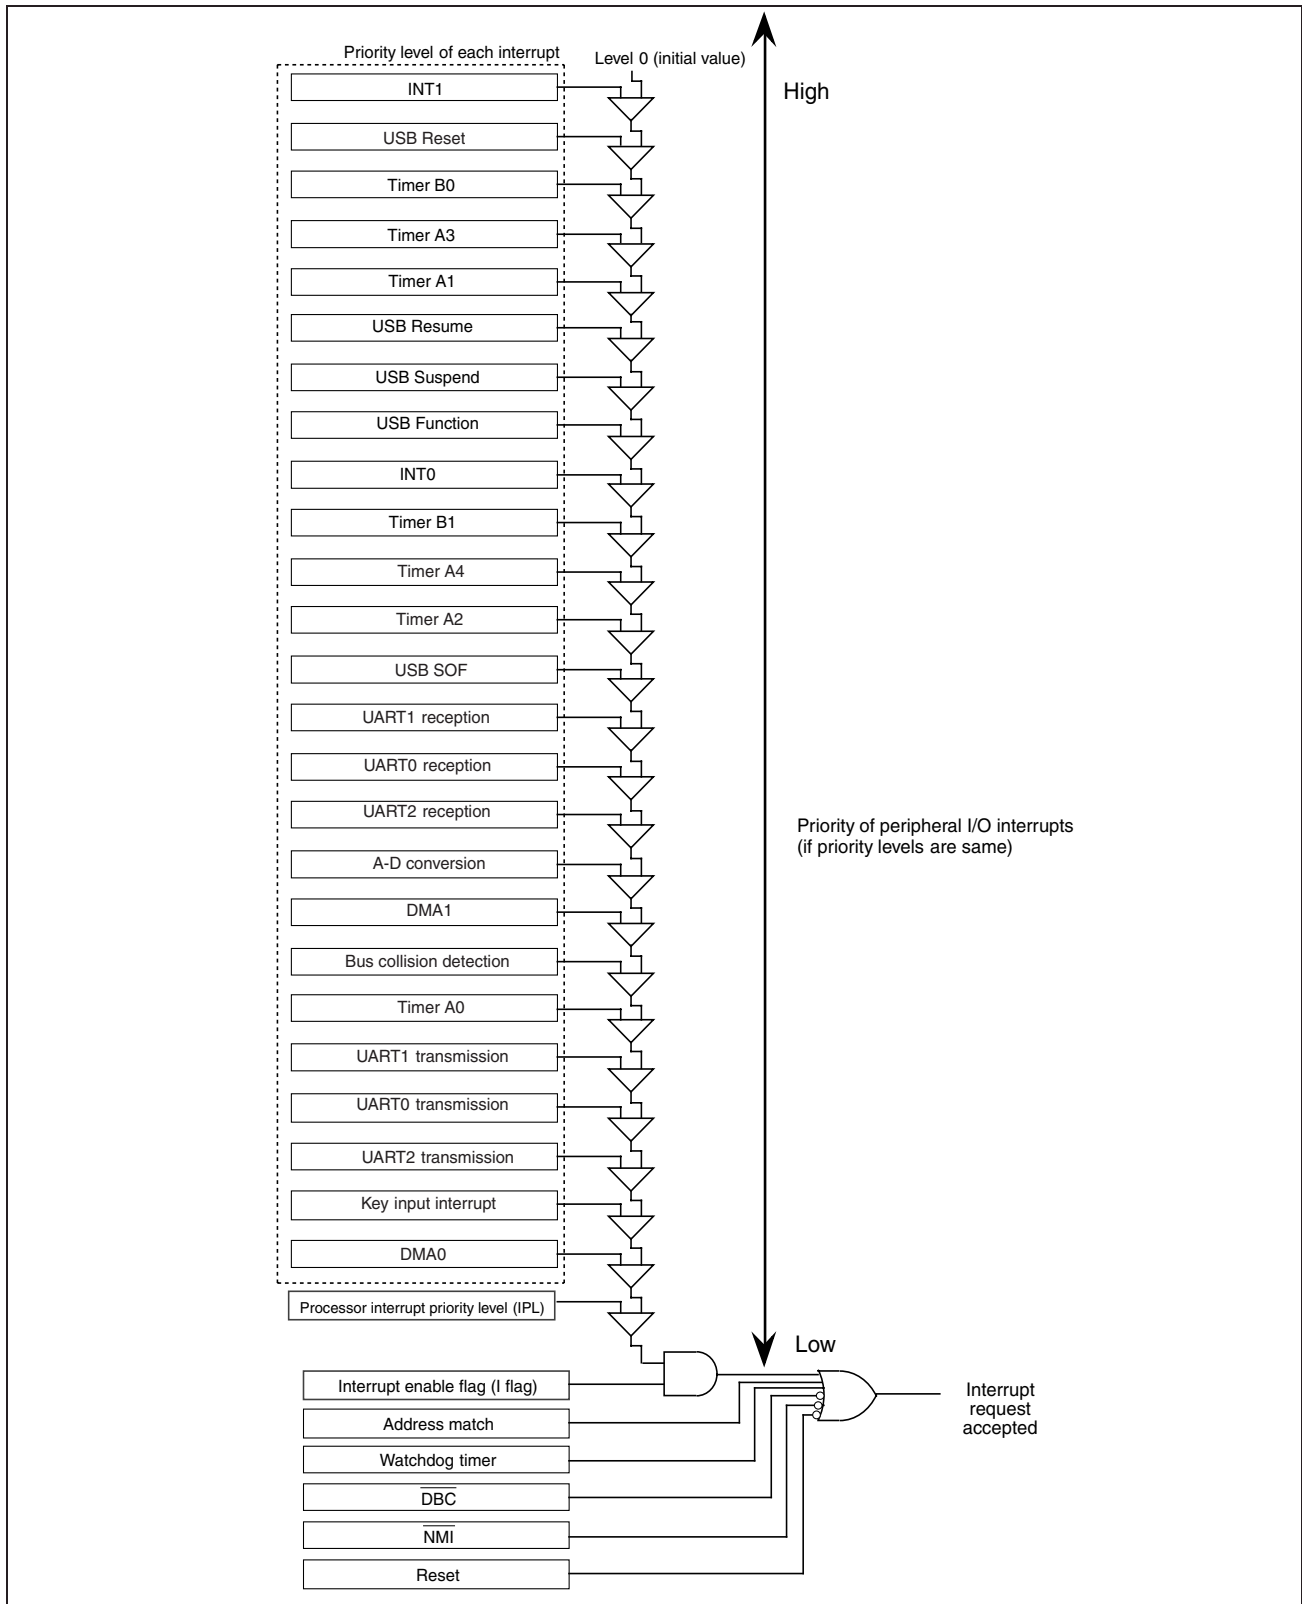 Priority level of each interrupt
Level 0 (initial value)
High
INT1
USB Reset
Timer B0
Timer A3
Timer A1
USB Resume
USB Suspend
USB Function
INT0
Timer B1
Timer A4
Timer A2
USB SOF
UART1 reception
UART0 reception
UART2 reception
Priority of peripheral I/O interrupts
(if priority levels are same)
A-D conversion
DMA1
Bus collision detection
Timer A0
UART1 transmission
UART0 transmission
UART2 transmission
Key input interrupt
DMA0
Processor interrupt priority level (IPL)
Low
Interrupt enable flag (I flag)
Address match
Watchdog timer
D̅B̅C̅
N̅M̅I̅
Reset
Interrupt
request
accepted